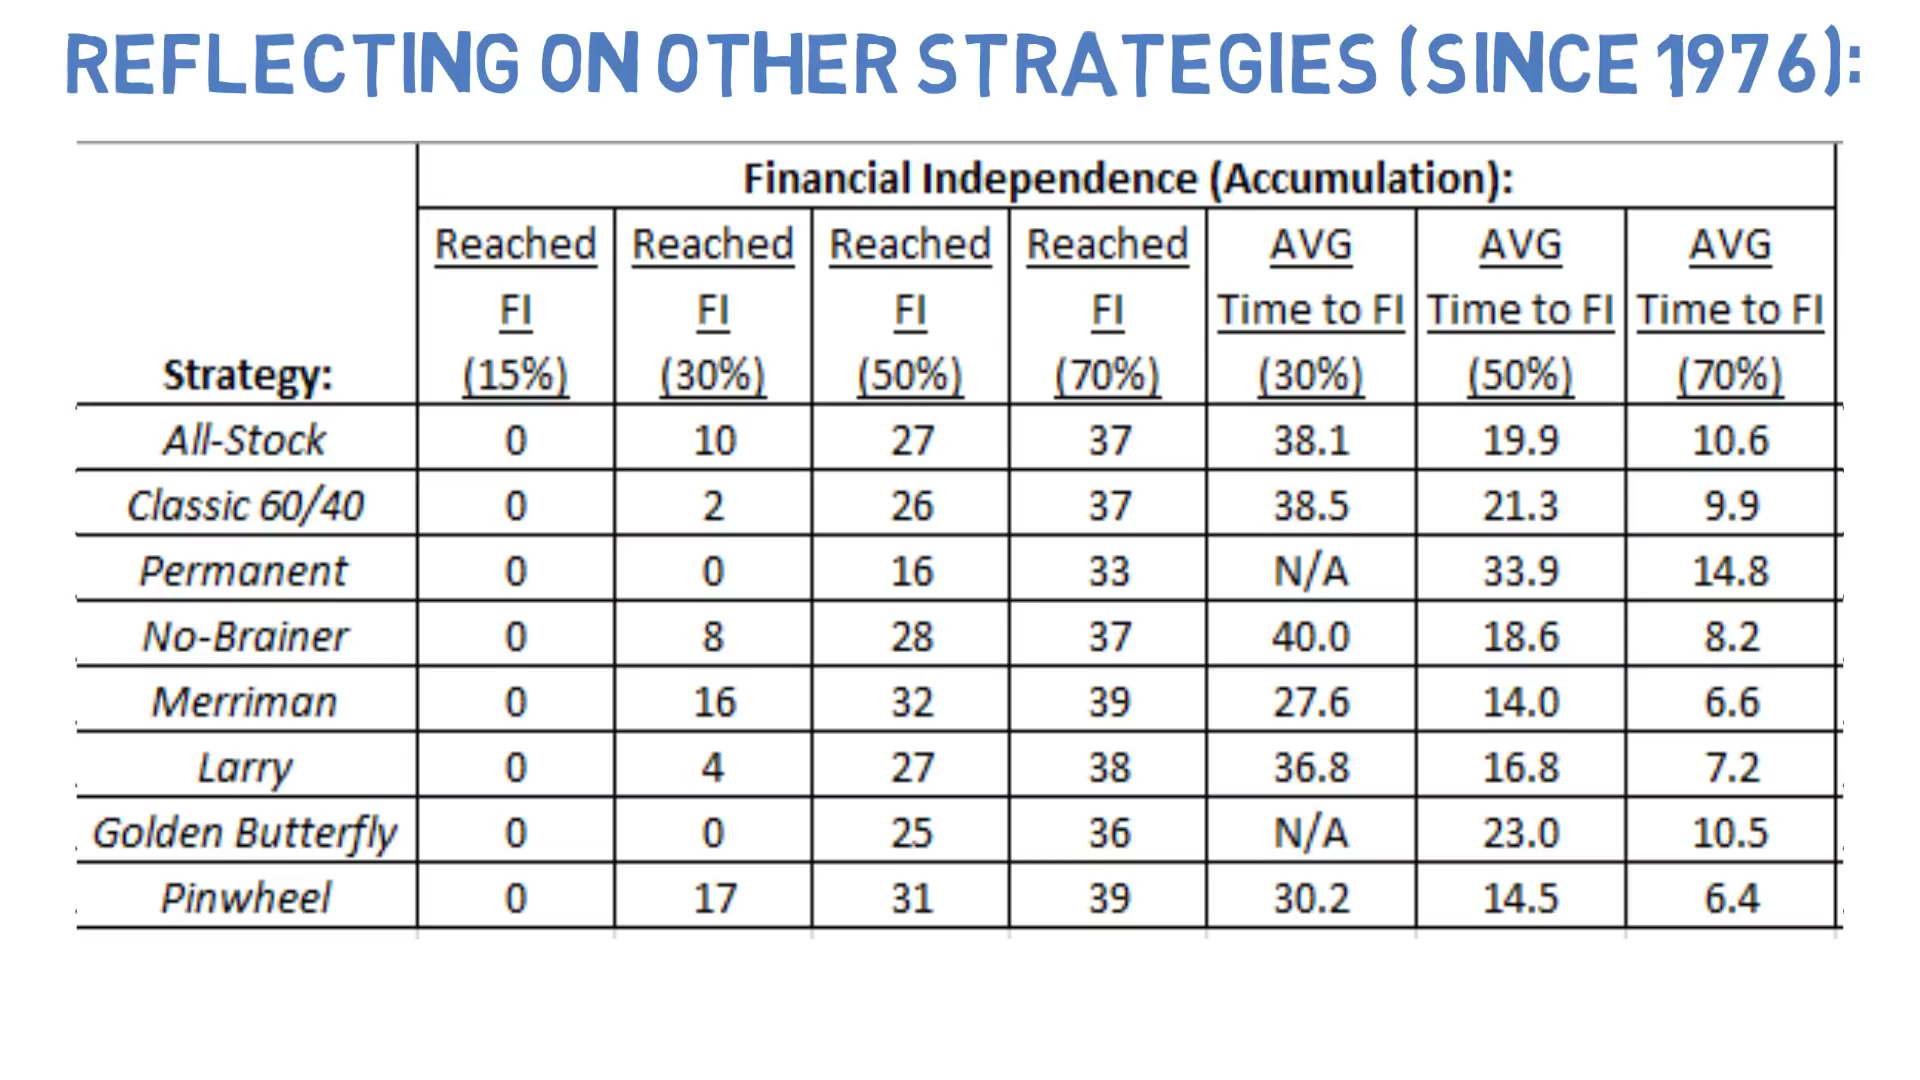 REFLECTING ON OTHER STRATEGIES (SINCE 1976):
Financial Independence (Accumulation):
Strategy: Reached FI (15%) Reached FI (30%) Reached FI (50%) Reached FI (70%) AVG Time to FI (30%) AVG Time to FI (50%) AVG Time to FI (70%)
All-Stock 0 10 27 37 38.1 19.9 10.6
Classic 60/40 0 2 26 37 38.5 21.3 9.9
Permanent 0 0 16 33 N/A 33.9 14.8
No-Brainer 0 8 28 37 40.0 18.6 8.2
Merriman 0 16 32 39 27.6 14.0 6.6
Larry 0 4 27 38 36.8 16.8 7.2
Golden Butterfly 0 0 25 36 N/A 23.0 10.5
Pinwheel 0 17 31 39 30.2 14.5 6.4